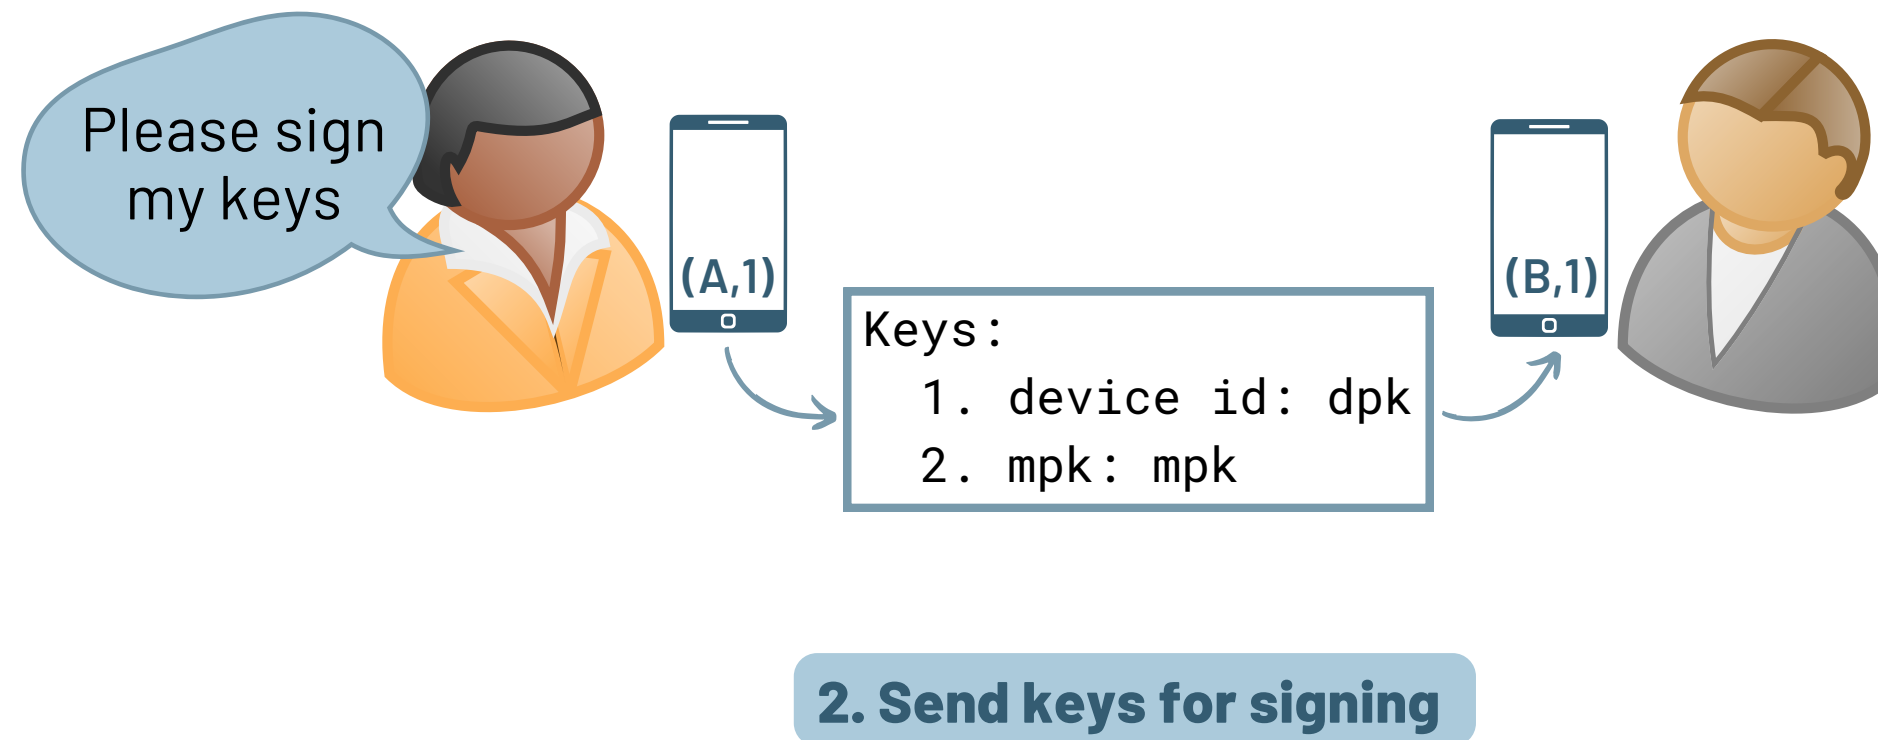 Please sign
my keys
(A,1)
(B,1)
Keys:
1. device id: dpk
2. mpk: mpk
2. Send keys for signing